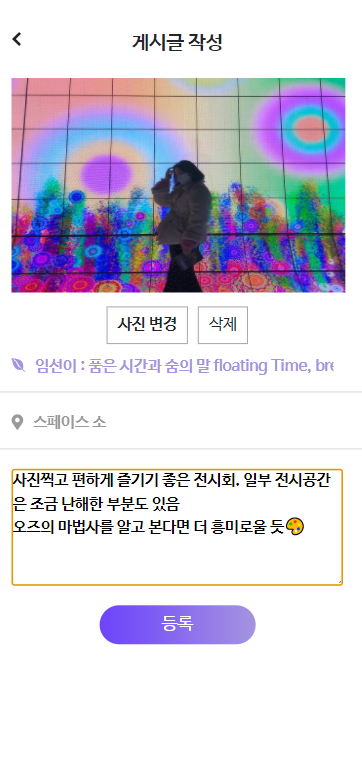 게시글 작성
사진 변경
삭제
임선이 : 품은 시간과 숨의 말 floating Time, bre
스페이스 소
사진찍고 편하게 즐기기 좋은 전시회, 일부 전시공간
은 조금 난해한 부분도 있음
오즈의 마법사를 알고 본다면 더 흥미로울 듯🎨
등록